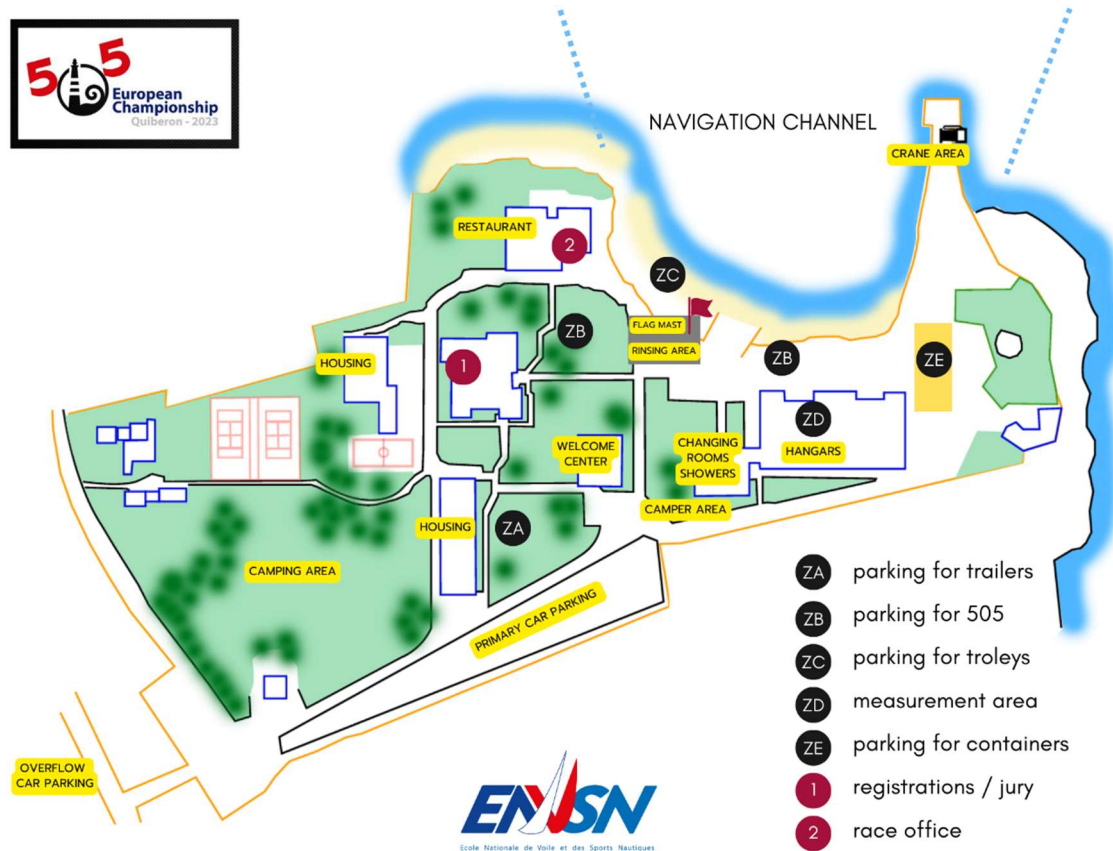 505
European
Championship
Quiberon - 2023
NAVIGATION CHANNEL
CRANE AREA
RESTAURANT
2
ZC
FLAG MAST
RINSING AREA
ZB
ZB
ZE
HOUSING
1
ZD
HANGARS
WELCOME
CENTER
CHANGING
ROOMS
SHOWERS
CAMPER AREA
HOUSING
ZA
CAMPING AREA
PRIMARY CAR PARKING
OVERFLOW
CAR PARKING
ZA parking for trailers
ZB parking for 505
ZC parking for troleys
ZD measurement area
ZE parking for containers
1 registrations / jury
2 race office
ENVSN
Ecole Nationale de Voile et des Sports Nautiques